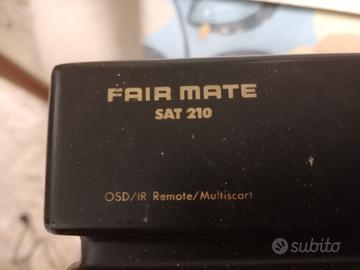 FAIR MATE
SAT 210
OSD/IR Remote/Multiscart
subito